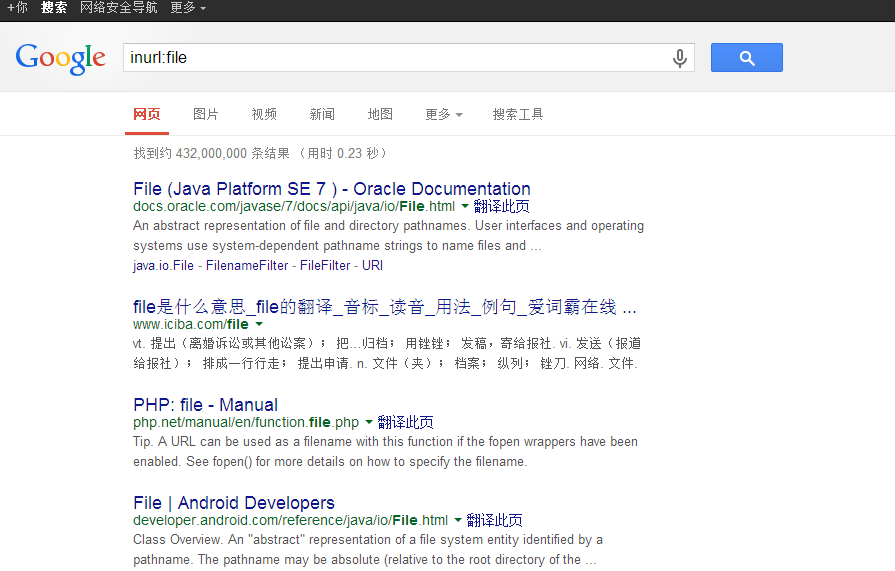 +你 搜索 网络安全导航 更多
Google inurl:file
网页 图片 视频 新闻 地图 更多 搜索工具
找到约 432,000,000 条结果 （用时 0.23 秒）
File (Java Platform SE 7 ) - Oracle Documentation
docs.oracle.com/javase/7/docs/api/java/io/File.html 翻译此页
An abstract representation of file and directory pathnames. User interfaces and operating
systems use system-dependent pathname strings to name files and ...
java.io.File - FilenameFilter - FileFilter - URI
file是什么意思_file的翻译_音标_读音_用法_例句_爱词霸在线 ...
www.iciba.com/file
vt. 提出（离婚诉讼或其他讼案）； 把…归档； 用锉锉； 发稿，寄给报社. vi. 发送（报道
给报社）； 排成一行行走； 提出申请. n. 文件（夹）； 档案； 纵列； 锉刀. 网络. 文件.
PHP: file - Manual
php.net/manual/en/function.file.php 翻译此页
Tip. A URL can be used as a filename with this function if the fopen wrappers have been
enabled. See fopen() for more details on how to specify the filename.
File | Android Developers
developer.android.com/reference/java/io/File.html 翻译此页
Class Overview. An "abstract" representation of a file system entity identified by a
pathname. The pathname may be absolute (relative to the root directory of the ...